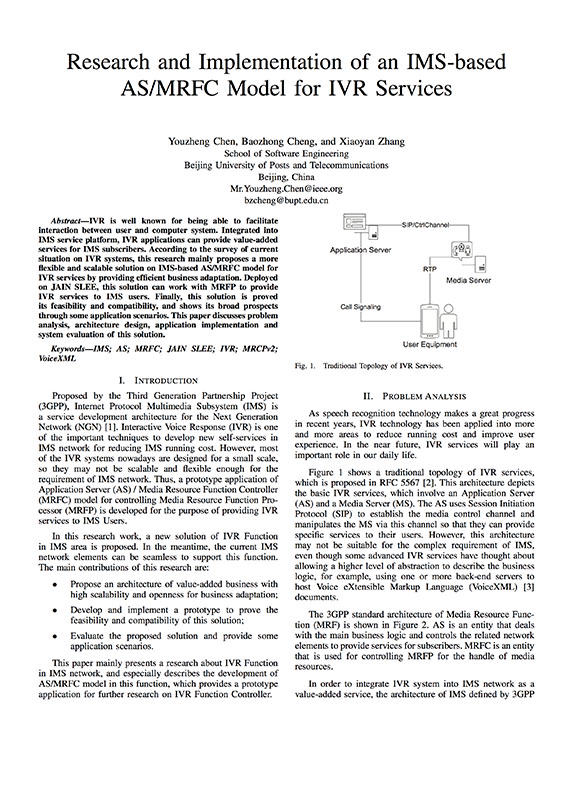 Research and Implementation of an IMS-based
AS/MRFC Model for IVR Services
Youzheng Chen, Baozhong Cheng, and Xiaoyan Zhang
School of Software Engineering
Beijing University of Posts and Telecommunications
Beijing, China
Mr.Youzheng.Chen@ieee.org
bzcheng@bupt.edu.cn
Abstract—IVR is well known for being able to facilitate
interaction between user and computer system. Integrated into
IMS service platform, IVR applications can provide value-added
services for IMS subscribers. According to the survey of current
situation on IVR systems, this research mainly proposes a more
flexible and scalable solution on IMS-based AS/MRFC model for
IVR services by providing efficient business adaptation. Deployed
on JAIN SLEE, this solution can work with MRFP to provide
IVR services to IMS users. Finally, this solution is proved
its feasibility and compatibility, and shows its broad prospects
through some application scenarios. This paper discusses problem
analysis, architecture design, application implementation and
system evaluation of this solution.
Keywords—IMS; AS; MRFC; JAIN SLEE; IVR; MRCPv2;
VoiceXML
I. INTRODUCTION
Proposed by the Third Generation Partnership Project
(3GPP), Internet Protocol Multimedia Subsystem (IMS) is
a service development architecture for the Next Generation
Network (NGN) [1]. Interactive Voice Response (IVR) is one
of the important techniques to develop new self-services in
IMS network for reducing IMS running cost. However, most
of the IVR systems nowadays are designed for a small scale,
so they may not be scalable and flexible enough for the
requirement of IMS network. Thus, a prototype application of
Application Server (AS) / Media Resource Function Controller
(MRFC) model for controlling Media Resource Function Pro-
cessor (MRFP) is developed for the purpose of providing IVR
services to IMS Users.
In this research work, a new solution of IVR Function
in IMS area is proposed. In the meantime, the current IMS
network elements can be seamless to support this function.
The main contributions of this research are:
• Propose an architecture of value-added business with
high scalability and openness for business adaptation;
• Develop and implement a prototype to prove the
feasibility and compatibility of this solution;
• Evaluate the proposed solution and provide some
application scenarios.
This paper mainly presents a research about IVR Function
in IMS network, and especially describes the development of
AS/MRFC model in this function, which provides a prototype
application for further research on IVR Function Controller.
SIP/CtrlChannel
Application Server
RTP
Media Server
Call Signaling
User Equipment
Fig. 1. Traditional Topology of IVR Services.
II. PROBLEM ANALYSIS
As speech recognition technology makes a great progress
in recent years, IVR technology has been applied into more
and more areas to reduce running cost and improve user
experience. In the near future, IVR services will play an
important role in our daily life.
Figure 1 shows a traditional topology of IVR services,
which is proposed in RFC 5567 [2]. This architecture depicts
the basic IVR services, which involve an Application Server
(AS) and a Media Server (MS). The AS uses Session Initiation
Protocol (SIP) to establish the media control channel and
manipulates the MS via this channel so that they can provide
specific services to their users. However, this architecture
may not be suitable for the complex requirement of IMS,
even though some advanced IVR services have thought about
allowing a higher level of abstraction to describe the business
logic, for example, using one or more back-end servers to
host Voice eXtensible Markup Language (VoiceXML) [3]
documents.
The 3GPP standard architecture of Media Resource Func-
tion (MRF) is shown in Figure 2. AS is an entity that deals
with the main business logic and controls the related network
elements to provide services for subscribers. MRFC is an entity
that is used for controlling MRFP for the handle of media
resources.
In order to integrate IVR system into IMS network as a
value-added service, the architecture of IMS defined by 3GPP